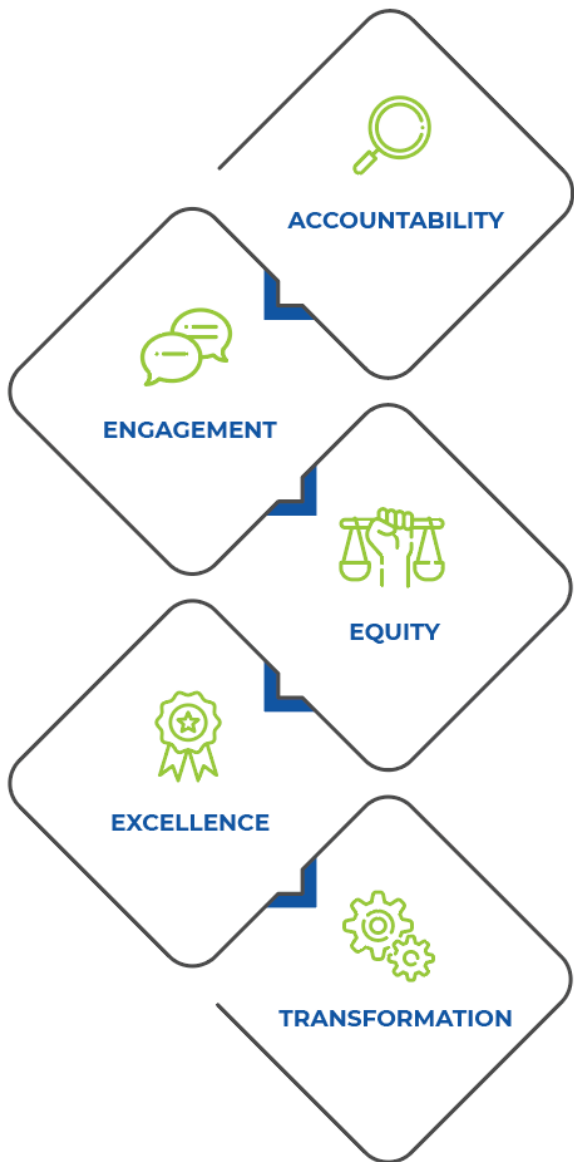 ACCOUNTABILITY
ENGAGEMENT
EQUITY
EXCELLENCE
TRANSFORMATION